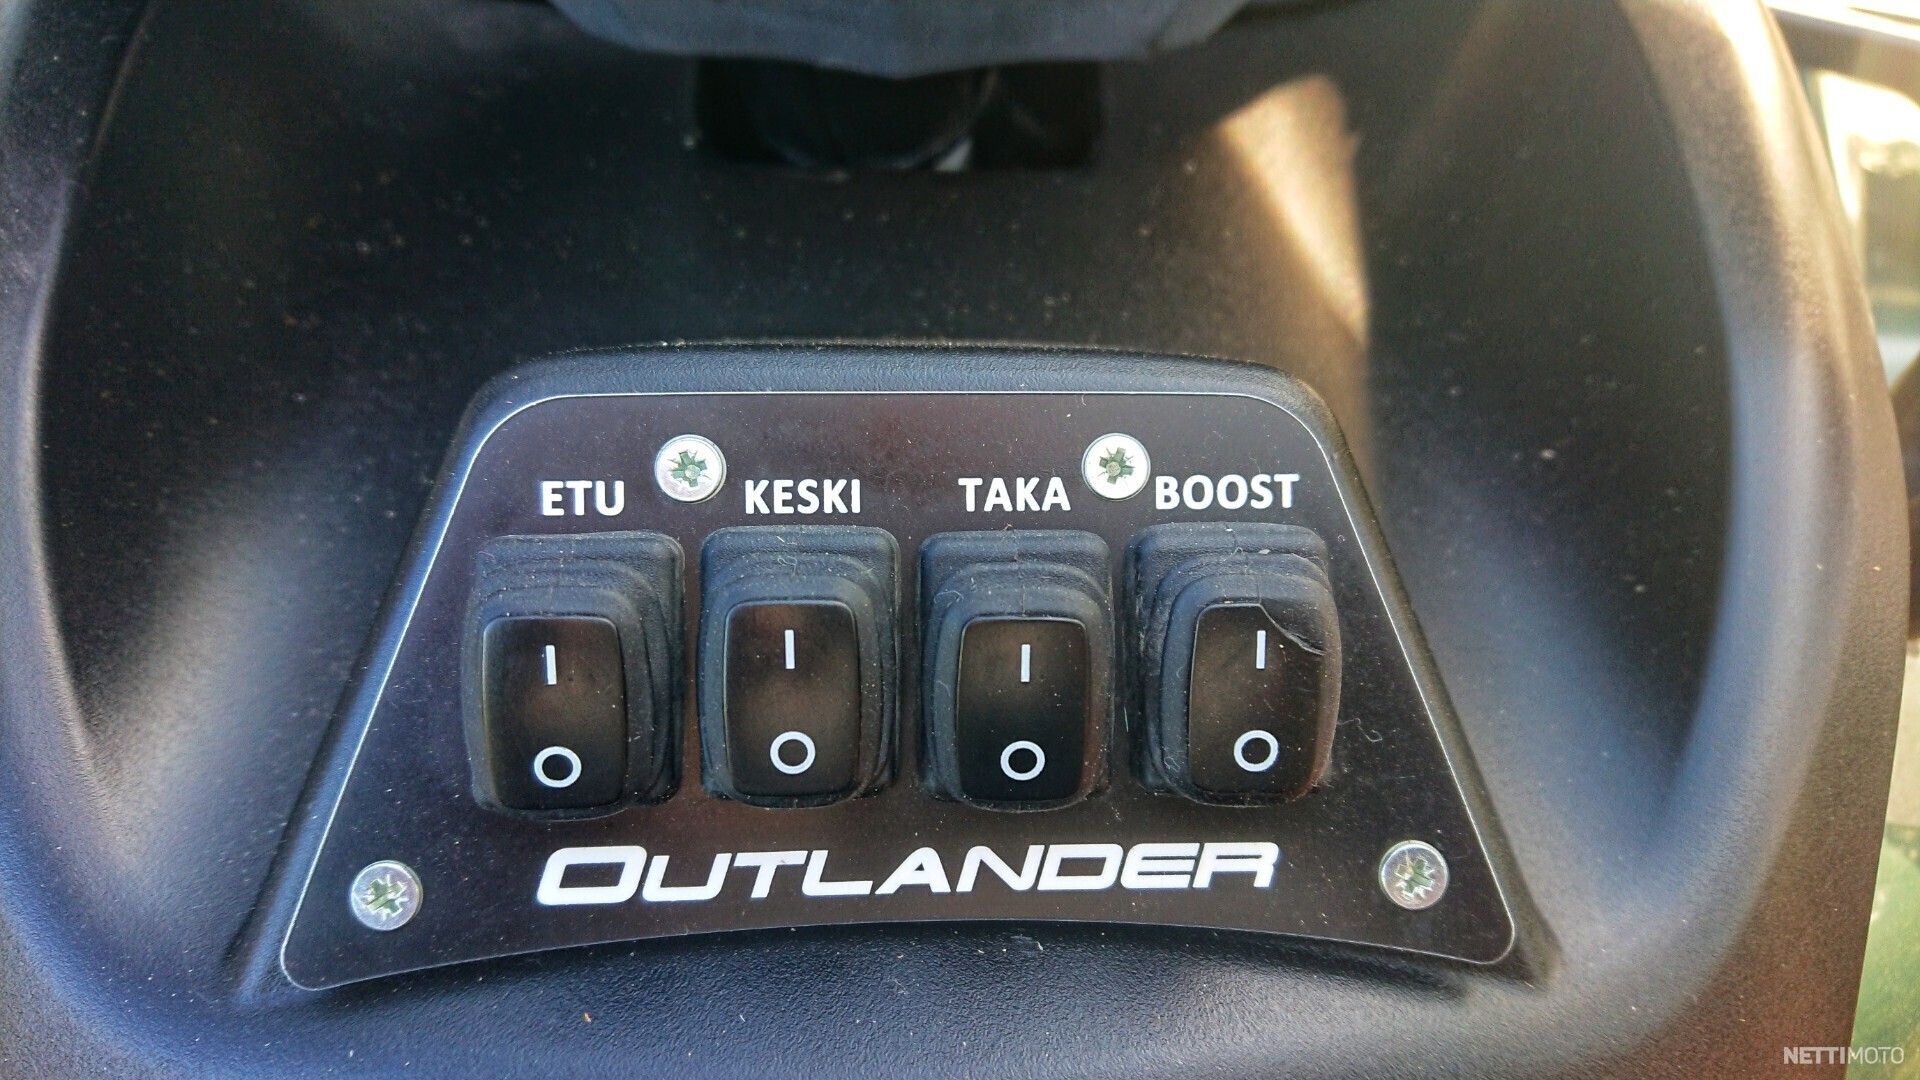 ETU KESKI TAKA BOOST
I I I I
O O O O
OUTLANDER
NETTIMOTO